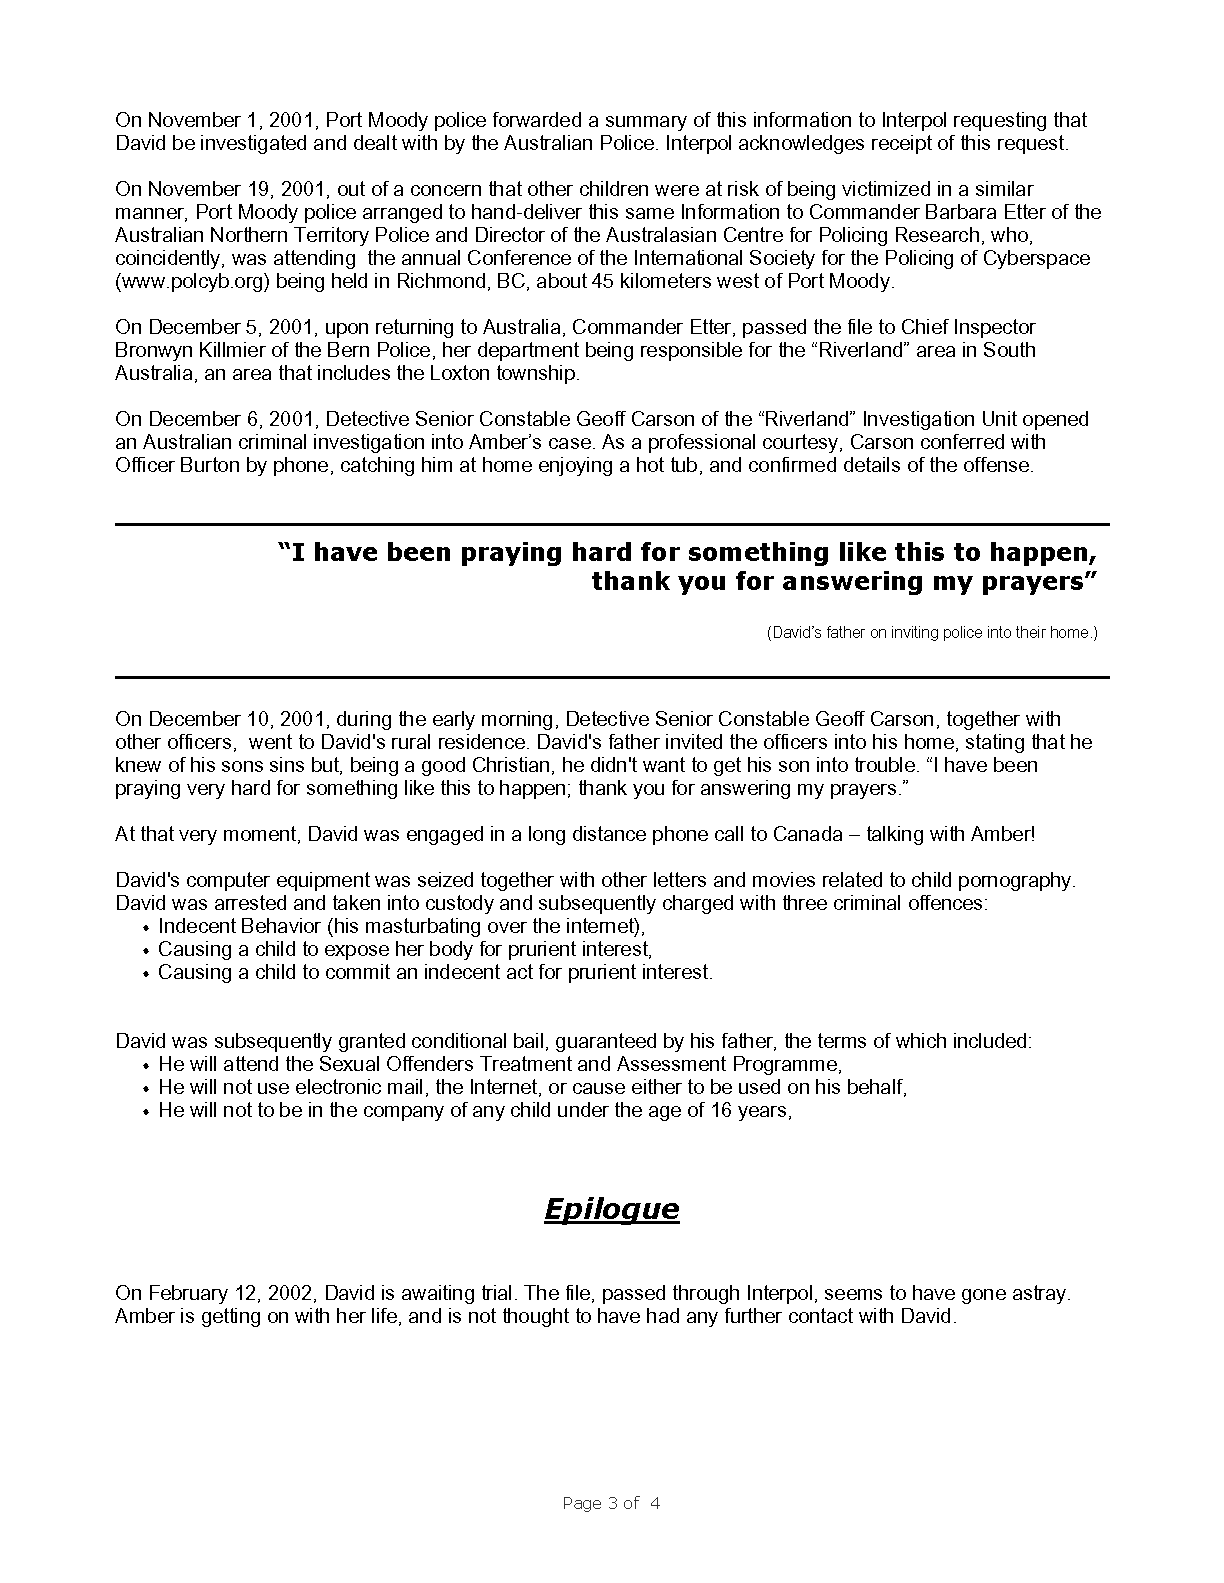 On November 1, 2001, Port Moody police forwarded a summary of this information to Interpol requesting that
David be investigated and dealt with by the Australian Police. Interpol acknowledges receipt of this request.
On November 19, 2001, out of a concern that other children were at risk of being victimized in a similar
manner, Port Moody police arranged to hand-deliver this same Information to Commander Barbara Etter of the
Australian Northern Territory Police and Director of the Australasian Centre for Policing Research, who,
coincidently, was attending  the annual Conference of the International Society for the Policing of Cyberspace
(www.polcyb.org) being held in Richmond, BC, about 45 kilometers west of Port Moody.
On December 5, 2001, upon returning to Australia, Commander Etter, passed the file to Chief Inspector
Bronwyn Killmier of the Bern Police, her department being responsible for the “Riverland” area in South
Australia, an area that includes the Loxton township.
On December 6, 2001, Detective Senior Constable Geoff Carson of the “Riverland” Investigation Unit opened
an Australian criminal investigation into Amber’s case. As a professional courtesy, Carson conferred with
Officer Burton by phone, catching him at home enjoying a hot tub, and confirmed details of the offense.
“I have been praying hard for something like this to happen,
thank you for answering my prayers”
(David’s father on inviting police into their home.)
On December 10, 2001, during the early morning, Detective Senior Constable Geoff Carson, together with
other officers,  went to David's rural residence. David's father invited the officers into his home, stating that he
knew of his sons sins but, being a good Christian, he didn't want to get his son into trouble. “I have been
praying very hard for something like this to happen; thank you for answering my prayers.”
At that very moment, David was engaged in a long distance phone call to Canada – talking with Amber!
David's computer equipment was seized together with other letters and movies related to child pornography.
David was arrested and taken into custody and subsequently charged with three criminal offences:
• Indecent Behavior (his masturbating over the internet),
• Causing a child to expose her body for prurient interest,
• Causing a child to commit an indecent act for prurient interest.
David was subsequently granted conditional bail, guaranteed by his father, the terms of which included:
• He will attend the Sexual Offenders Treatment and Assessment Programme,
• He will not use electronic mail, the Internet, or cause either to be used on his behalf,
• He will not to be in the company of any child under the age of 16 years,
Epilogue
On February 12, 2002, David is awaiting trial. The file, passed through Interpol, seems to have gone astray.
Amber is getting on with her life, and is not thought to have had any further contact with David.
Page 3 of  4